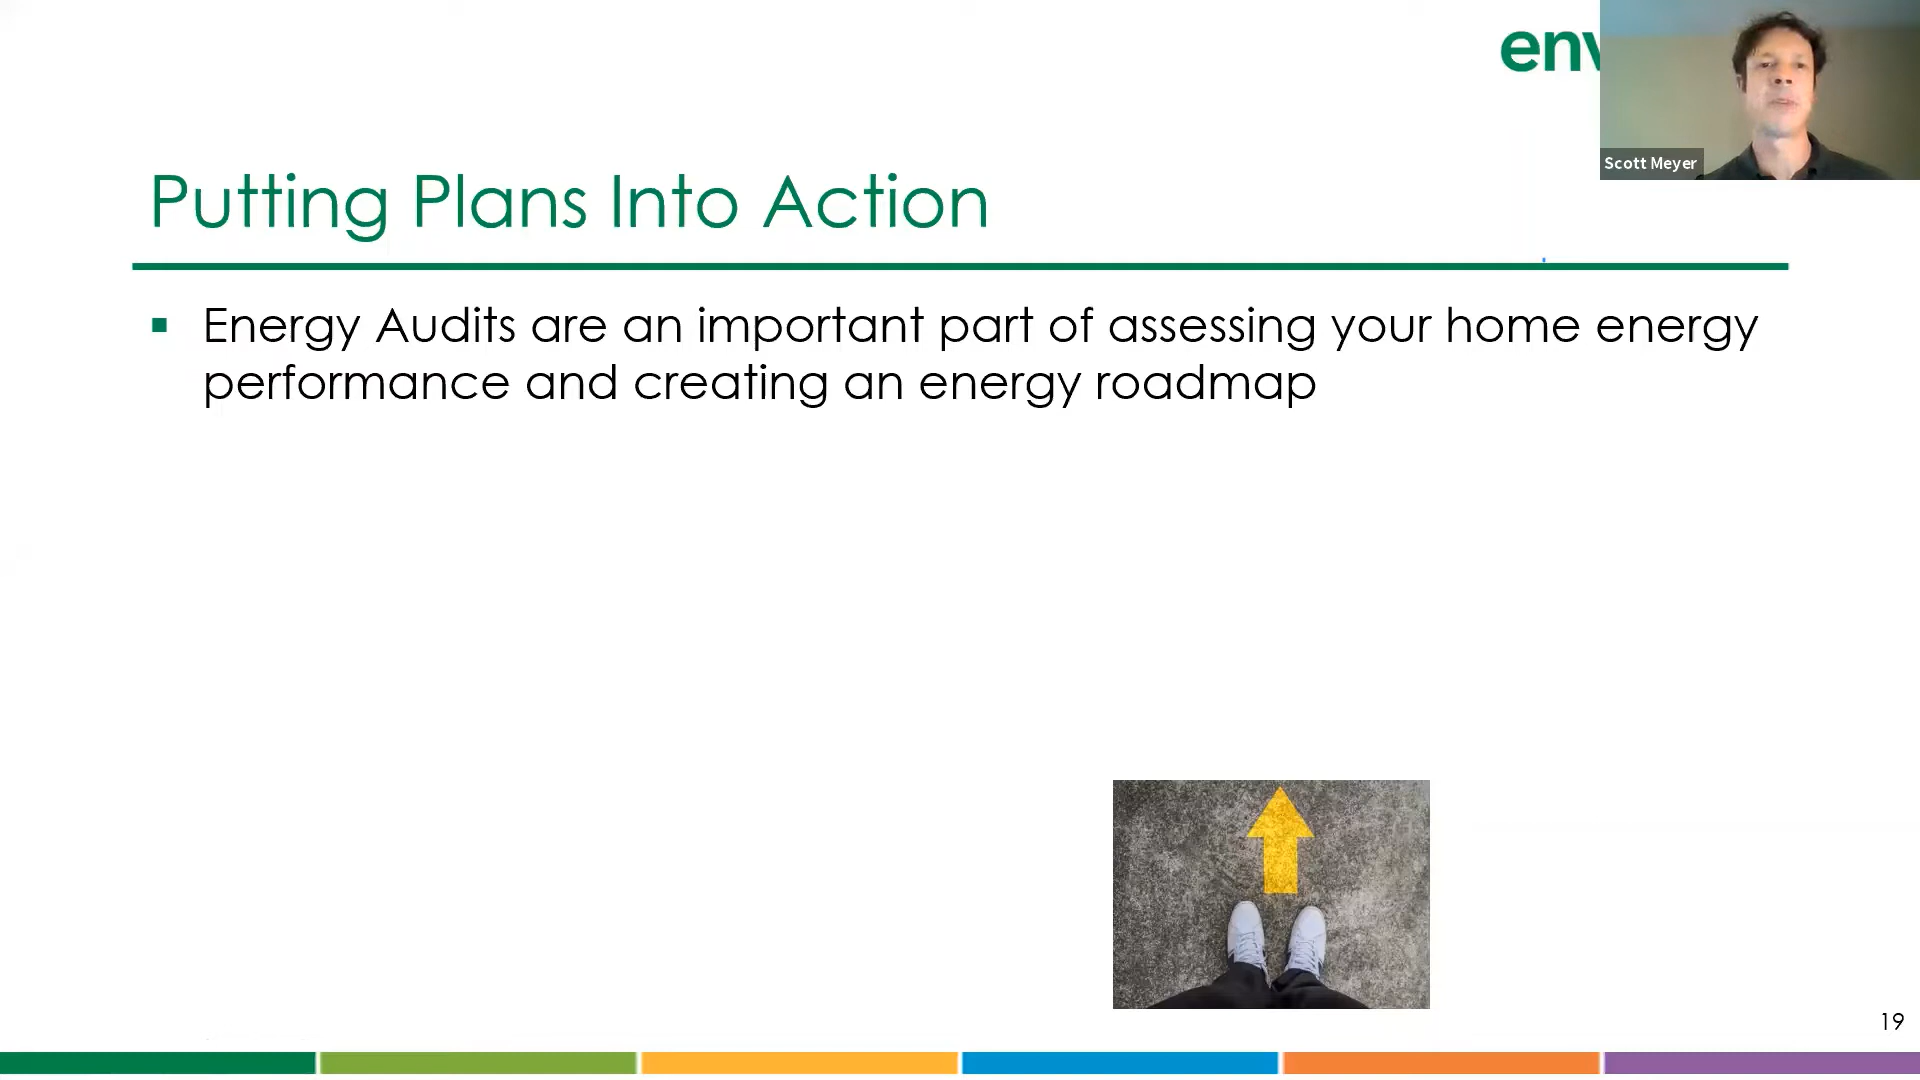 env
Scott Meyer
Putting Plans Into Action
Energy Audits are an important part of assessing your home energy
performance and creating an energy roadmap
19